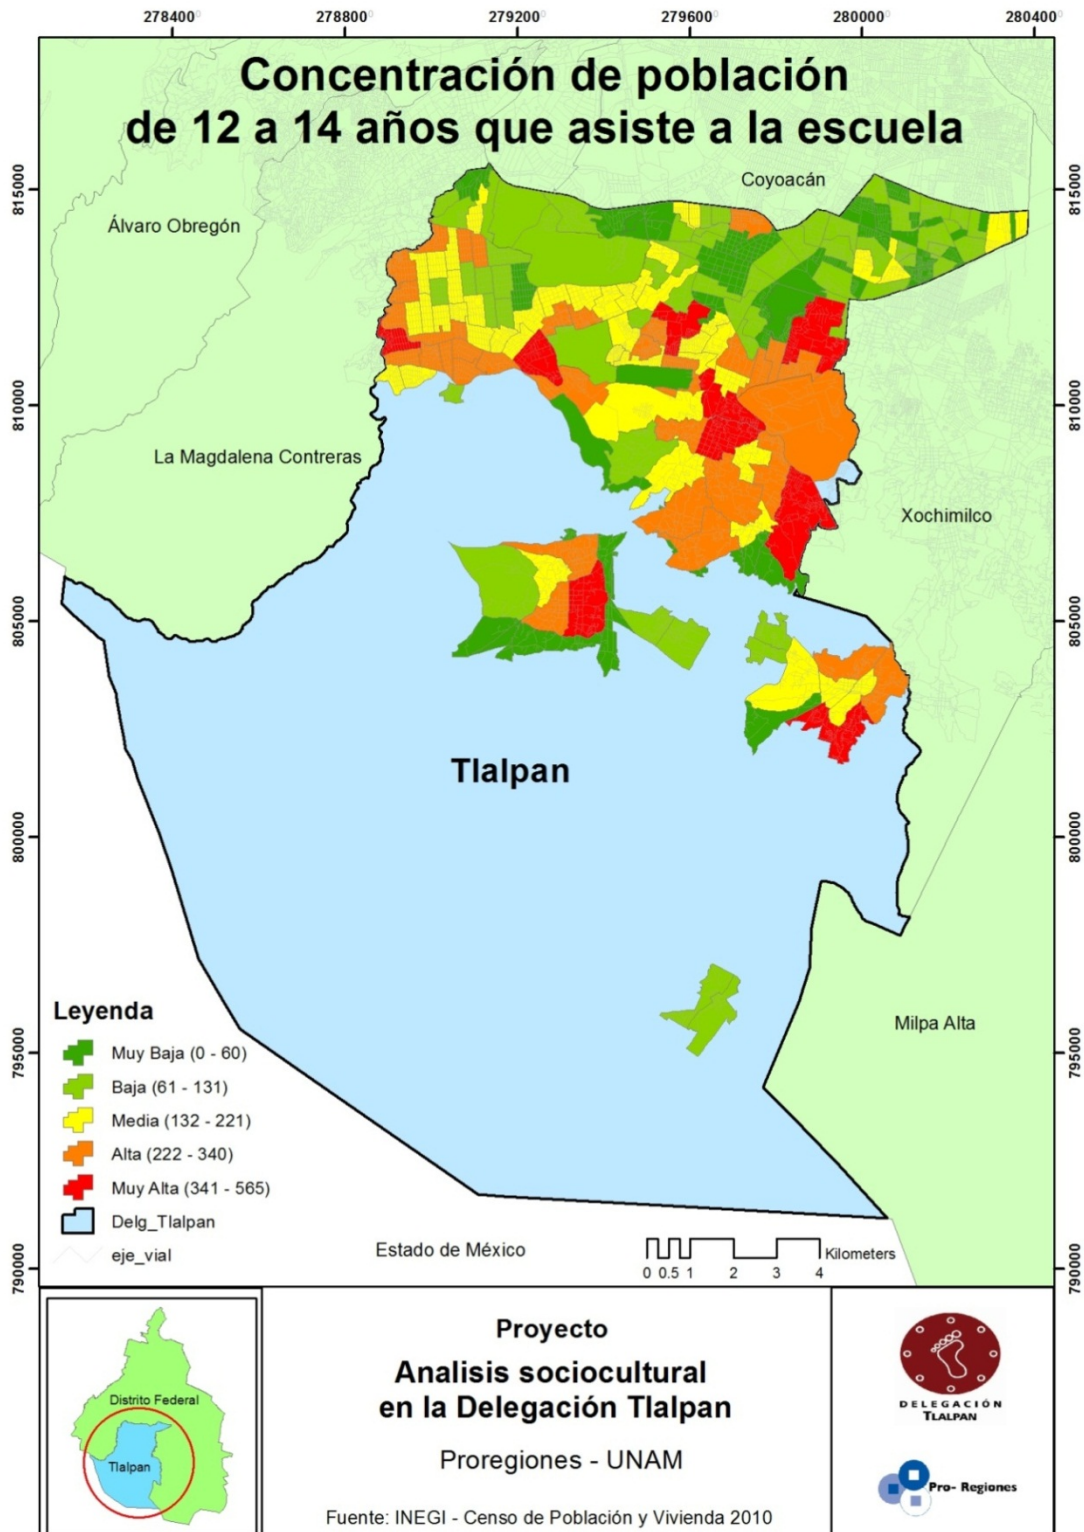 278400° 278800° 279200° 279600° 280000° 280400°
Concentración de población
de 12 a 14 años que asiste a la escuela
815000 815000
Coyoacán
Álvaro Obregón
810000 810000
La Magdalena Contreras
Xochimilco
805000 805000
Tlalpan
800000 800000
Leyenda
Muy Baja (0 - 60)
Baja (61 - 131)
Media (132 - 221)
Alta (222 - 340)
Muy Alta (341 - 565)
Delg_Tlalpan
eje_vial
795000 795000
Milpa Alta
Estado de México
Kilometers
0 0.5 1 2 3 4
790000 790000
Distrito Federal
Tlalpan
Proyecto
Analisis sociocultural
en la Delegación Tlalpan
Proregiones - UNAM
Fuente: INEGI - Censo de Población y Vivienda 2010
DELEGACIÓN
TLALPAN
Pro- Regiones